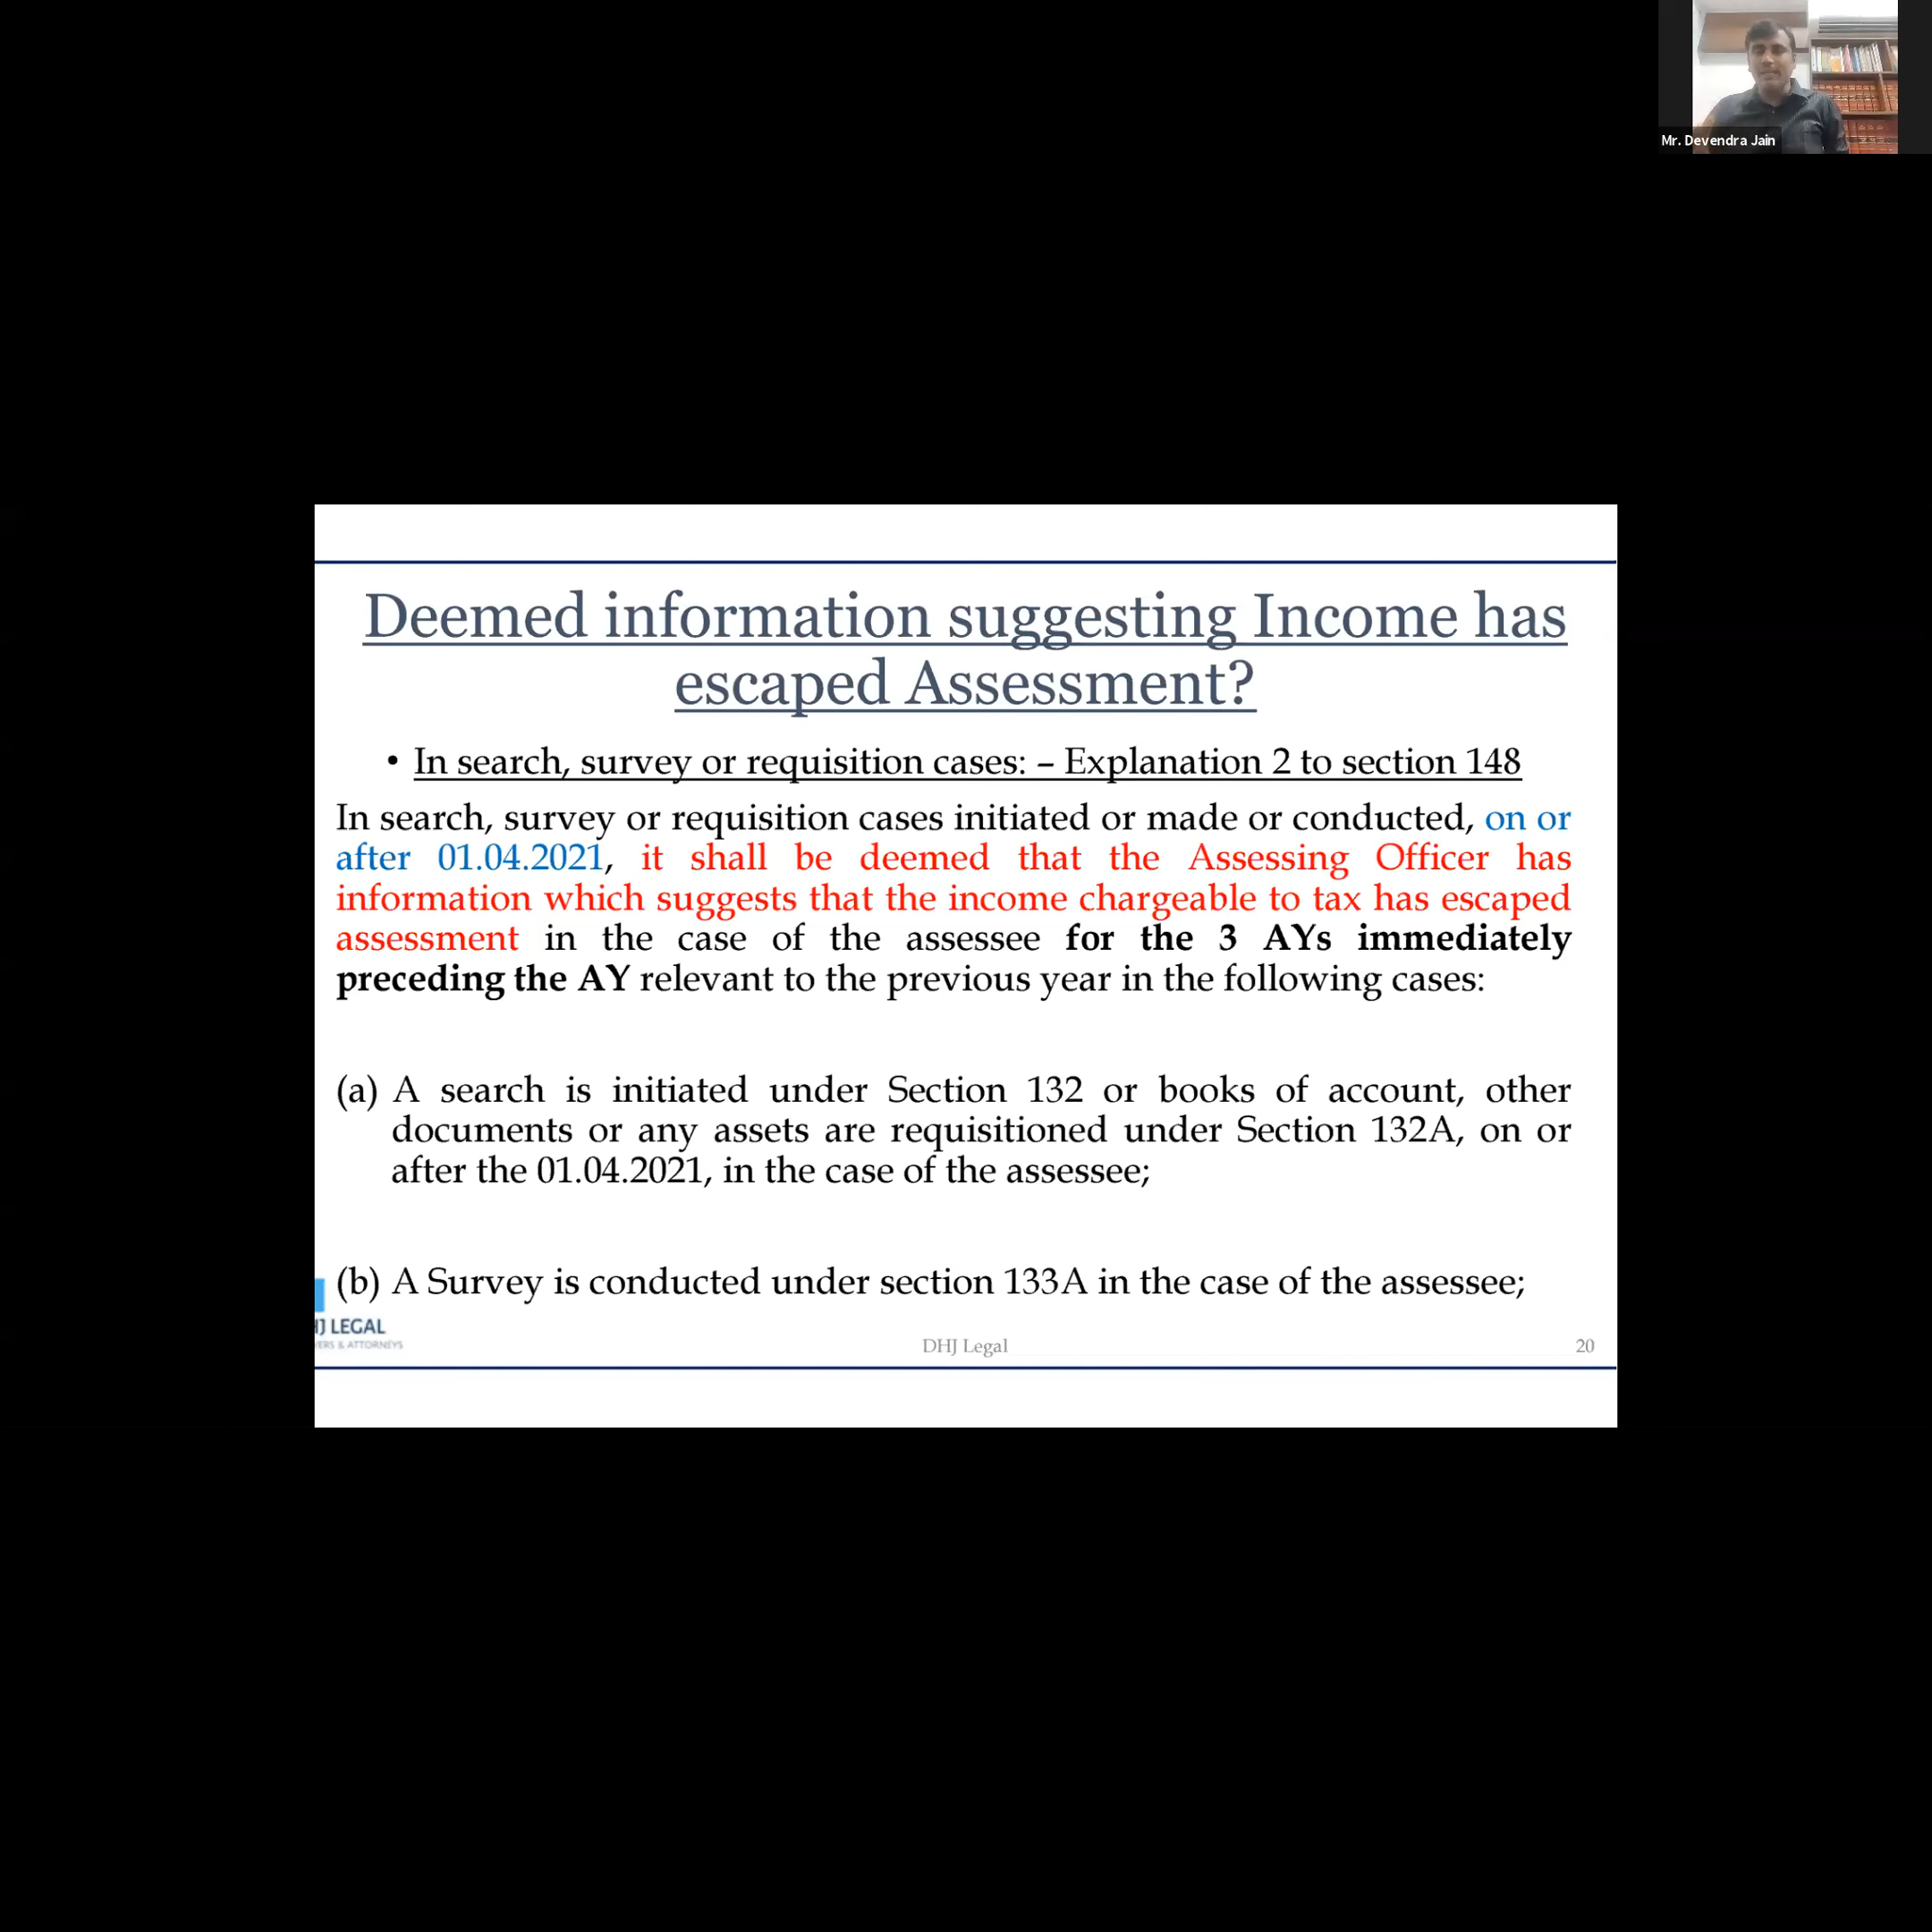 Mr. Devendra Jain
Deemed information suggesting Income has
escaped Assessment?
• In search, survey or requisition cases: – Explanation 2 to section 148
In search, survey or requisition cases initiated or made or conducted, on or
after 01.04.2021, it shall be deemed that the Assessing Officer has
information which suggests that the income chargeable to tax has escaped
assessment in the case of the assessee for the 3 AYs immediately
preceding the AY relevant to the previous year in the following cases:
(a) A search is initiated under Section 132 or books of account, other
documents or any assets are requisitioned under Section 132A, on or
after the 01.04.2021, in the case of the assessee;
(b) A Survey is conducted under section 133A in the case of the assessee;
LEGAL
& ATTORNEYS
DHJ Legal
20